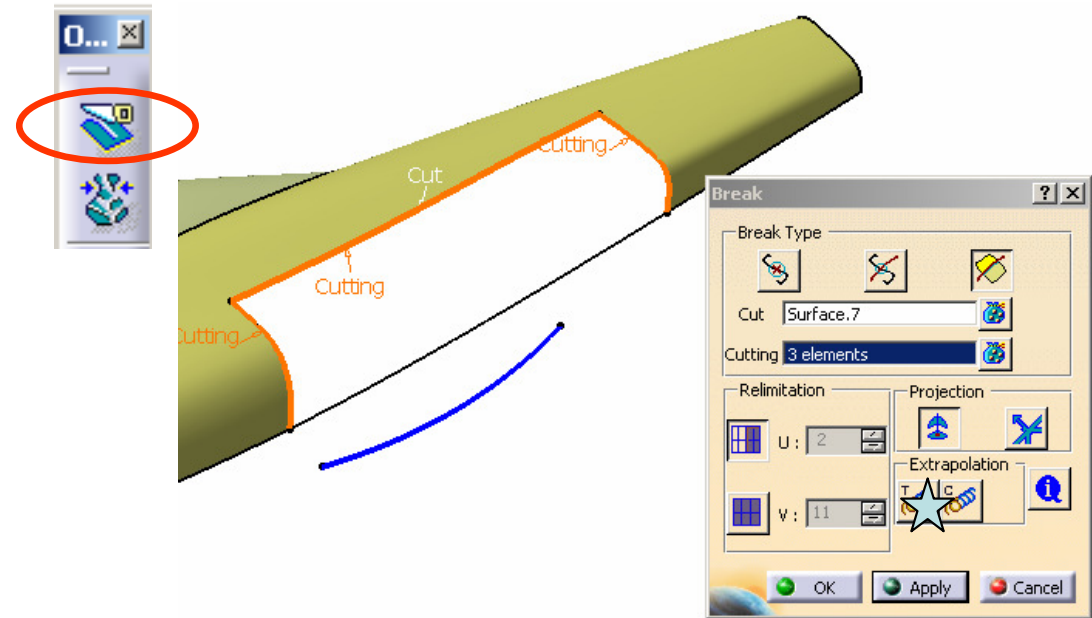 O...
Cutting
Cut
Cutting
Cutting
Break
Break Type
Cut Surface.7
Cutting 3 elements
Relimitation
Projection
U : 2
Extrapolation
T C
V : 11
OK Apply Cancel